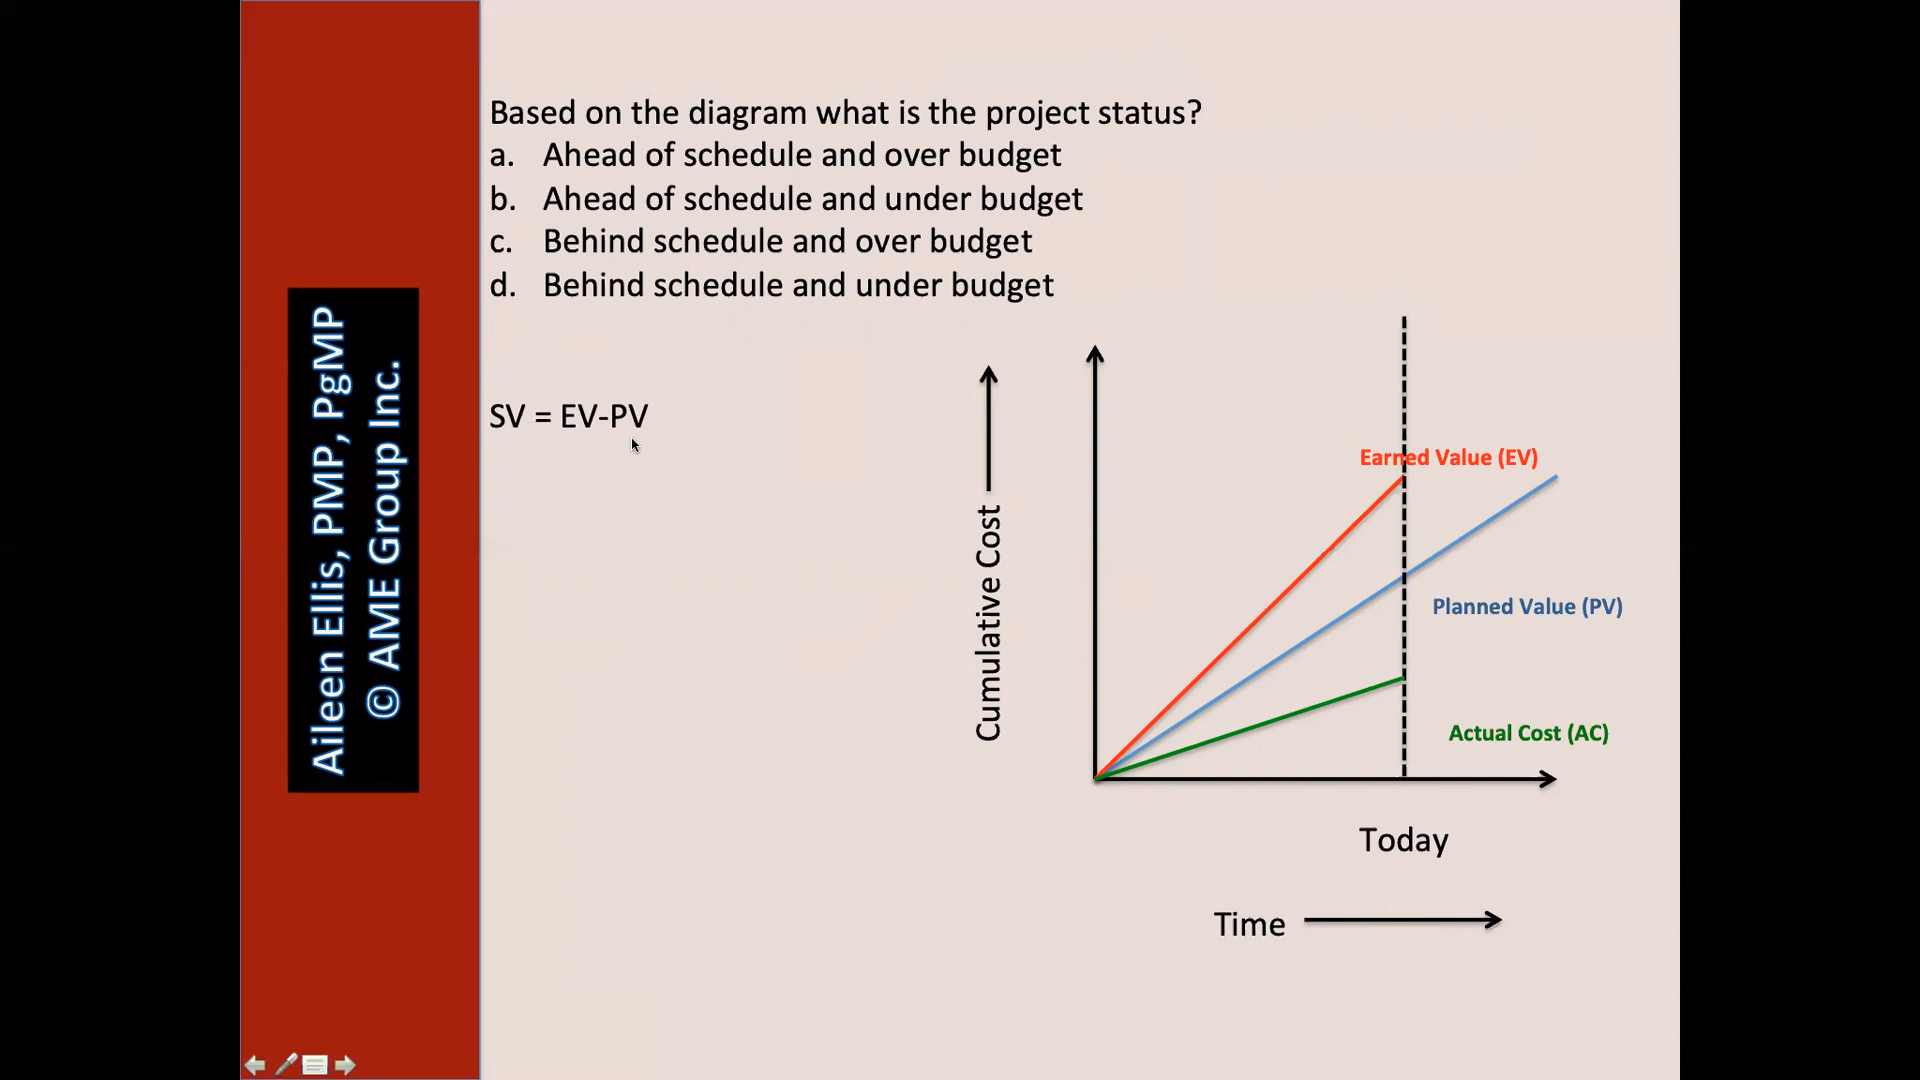 Based on the diagram what is the project status?
a. Ahead of schedule and over budget
b. Ahead of schedule and under budget
c. Behind schedule and over budget
d. Behind schedule and under budget
SV = EV-PV
Aileen Ellis, PMP, PgMP
© AME Group Inc.
Cumulative Cost
Earned Value (EV)
Planned Value (PV)
Actual Cost (AC)
Today
Time